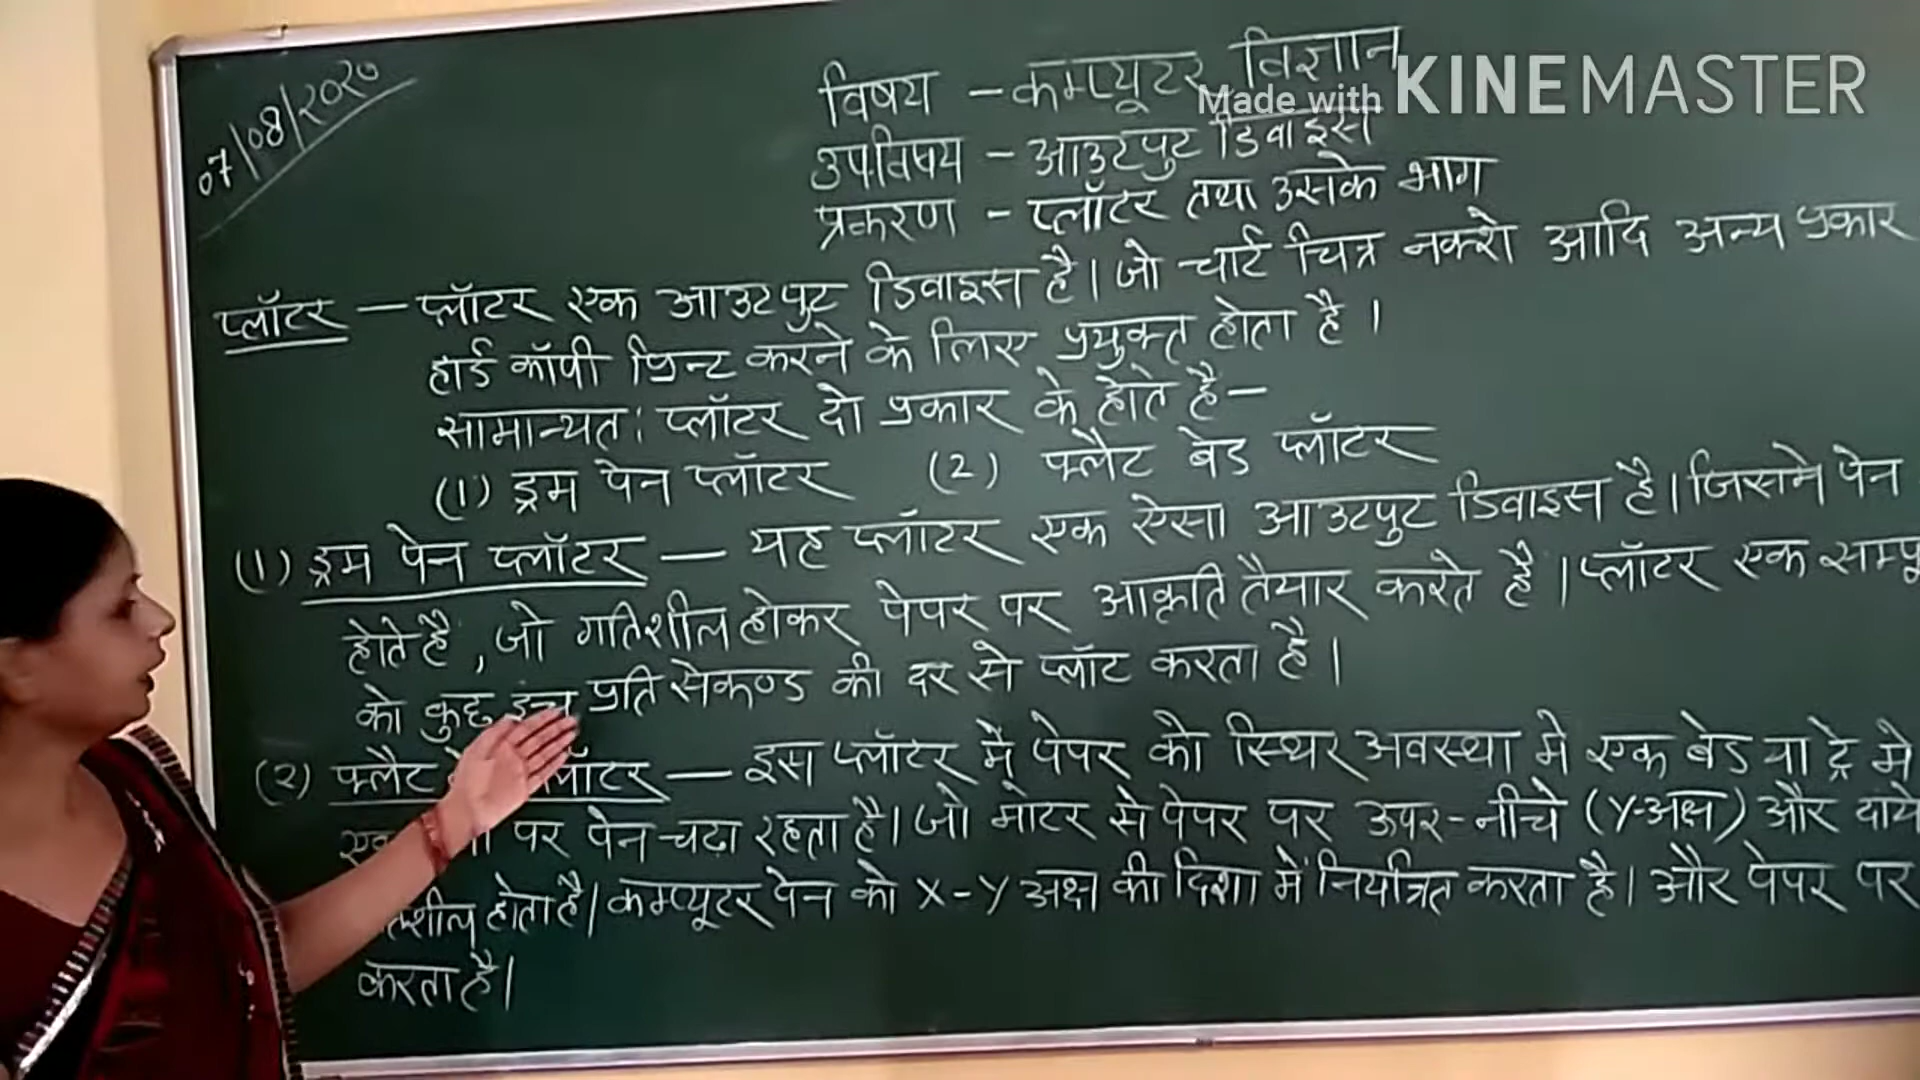 07/08/2020
विषय - कम्प्यूटर विज्ञान
Made with KINEMASTER
उपविषय - आउटपुट डिवाइस
प्रकरण - प्लॉटर तथा उसके भाग
प्लॉटर - प्लॉटर एक आउटपुट डिवाइस है। जो चार्ट चित्र नक्शे आदि अन्य प्रकार
हार्ड कॉपी प्रिन्ट करने के लिए प्रयुक्त होता है।
सामान्यतः प्लॉटर दो प्रकार के होते है-
(1) ड्रम पेन प्लॉटर (2) फ्लैट बेड प्लॉटर
(1) ड्रम पेन प्लॉटर - यह प्लॉटर एक ऐसा आउटपुट डिवाइस है। जिसमे पेन
होते है, जो गतिशील होकर पेपर पर आकृति तैयार करते है। प्लॉटर एक
को कुछ इंच प्रति सेकण्ड की दर से प्लॉट करता है।
(2) फ्लैट प्लॉटर - इस प्लॉटर में पेपर को स्थिर अवस्था मे एक बेड या ट्रे मे
पर पेन चढा रहता है। जो मोटर से पेपर पर ऊपर-नीचे (Y-अक्ष) और दाये
होता है। कम्प्यूटर पेन को X-Y अक्ष की दिशा में नियंत्रित करता है। और पेपर पर
करता है।